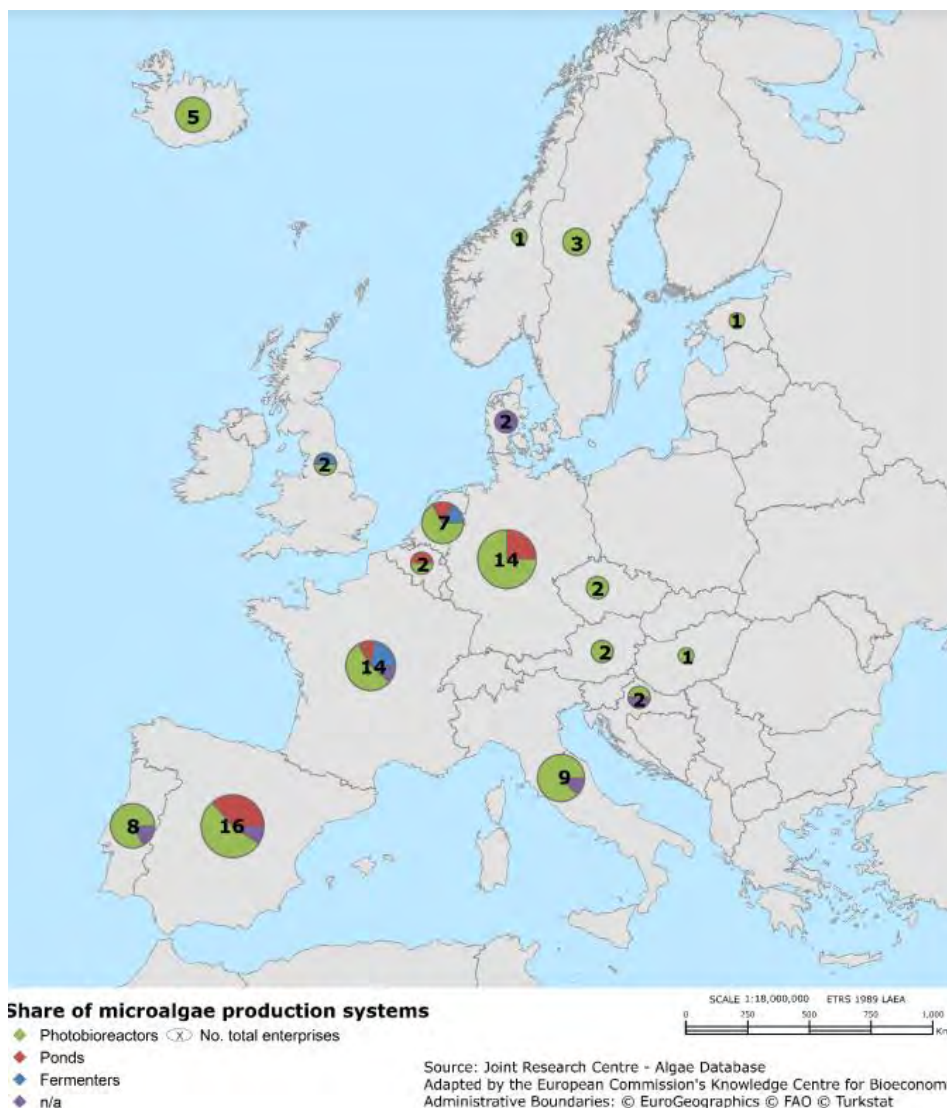 5
1
3
1
2
2
7
14
2
2
14
2
1
2
9
8
16
Share of microalgae production systems
Photobioreactors X No. total enterprises
Ponds
Fermenters
n/a
SCALE 1:18,000,000 ETRS 1989 LAEA
0 250 500 750 1,000
Km
Source: Joint Research Centre - Algae Database
Adapted by the European Commission's Knowledge Centre for Bioeconom
Administrative Boundaries: © EuroGeographics © FAO © Turkstat